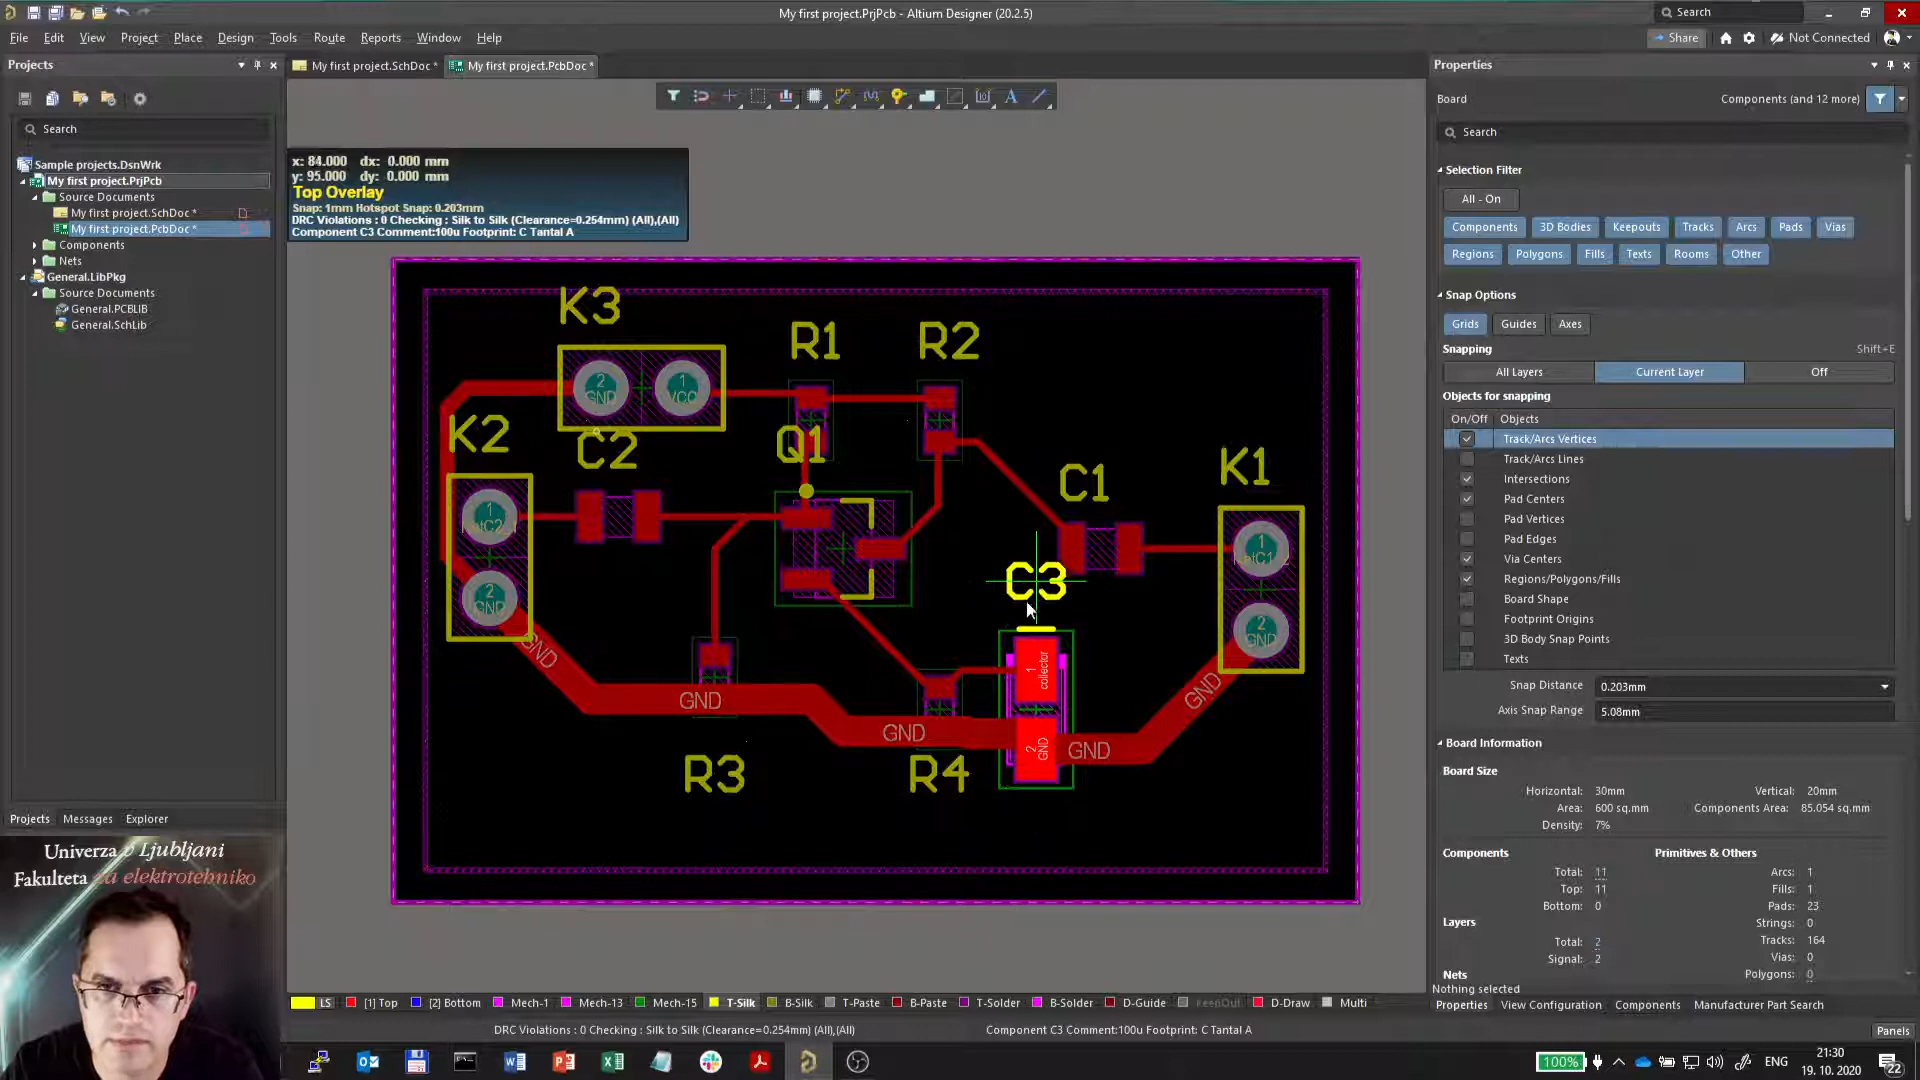 My first project.PrjPcb - Altium Designer (20.2.5)
Search
File Edit View Project Place Design Tools Route Reports Window Help
Share
Not Connected
Projects
My first project.SchDoc *
My first project.PcbDoc *
Properties
Board
Components (and 12 more)
Search
Search
Sample projects.DsnWrk
My first project.PrjPcb
Source Documents
My first project.SchDoc *
My first project.PcbDoc *
Components
Nets
General.LibPkg
Source Documents
General.PCBLIB
General.SchLib
x: 84.000 dx: 0.000 mm
y: 95.000 dy: 0.000 mm
Top Overlay
Snap: 1mm Hotspot Snap: 0.203mm
DRC Violations : 0 Checking : Silk to Silk (Clearance=0.254mm) (All),(All)
Component C3 Comment:100u Footprint: C Tantal A
K3
R1
R2
2
GND
1
VCC
K2
C2
Q1
C1
K1
1
2
GND
C3
1
2
GND
1
collector
2
GND
GND
GND
GND
GND
GND
R3
R4
Selection Filter
All - On
Components 3D Bodies Keepouts Tracks Arcs Pads Vias
Regions Polygons Fills Texts Rooms Other
Snap Options
Grids Guides Axes
Snapping
Shift+E
All Layers Current Layer Off
Objects for snapping
On/Off Objects
Track/Arcs Vertices
Track/Arcs Lines
Intersections
Pad Centers
Pad Vertices
Pad Edges
Via Centers
Regions/Polygons/Fills
Board Shape
Footprint Origins
3D Body Snap Points
Texts
Snap Distance 0.203mm
Axis Snap Range 5.08mm
Board Information
Board Size
Horizontal: 30mm Vertical: 20mm
Area: 600 sq.mm Components Area: 85.054 sq.mm
Density: 7%
Components Primitives & Others
Total: 11 Arcs: 1
Top: 11 Fills: 1
Bottom: 0 Pads: 23
Layers Strings: 0
Total: 2 Tracks: 164
Signal: 2 Vias: 0
Nets Polygons: 0
Nothing selected
Properties View Configuration Components Manufacturer Part Search
Projects Messages Explorer
Univerza v Ljubljani
Fakulteta za elektrotehniko
LS [1] Top [2] Bottom Mech-1 Mech-13 Mech-15 T-Silk B-Silk T-Paste B-Paste T-Solder B-Solder D-Guide KeepOut D-Draw Multi
DRC Violations : 0 Checking : Silk to Silk (Clearance=0.254mm) (All),(All)
Component C3 Comment:100u Footprint: C Tantal A
Panels
100%
ENG
21:30
19. 10. 2020
22